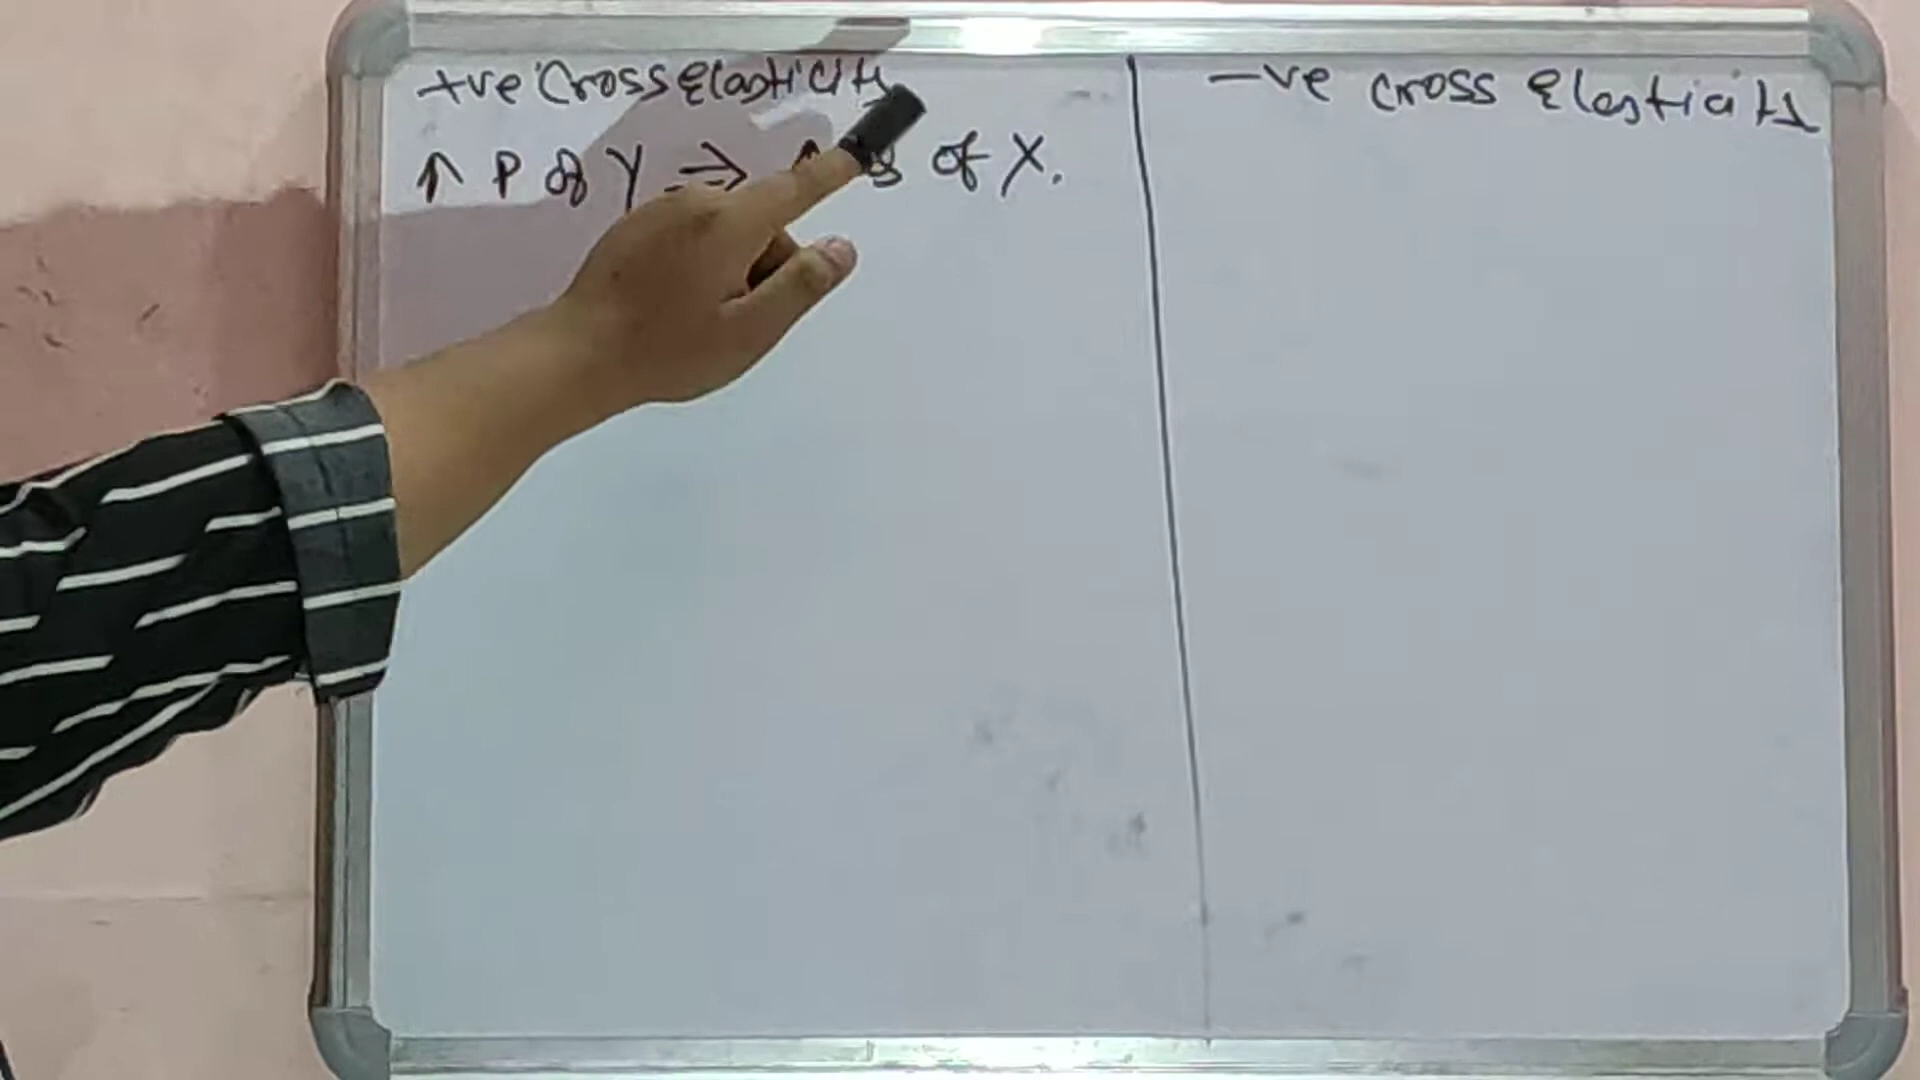 +ve Cross Elasticity
↑ P of Y ⇒ ↑ of X.
-ve cross Elasticity